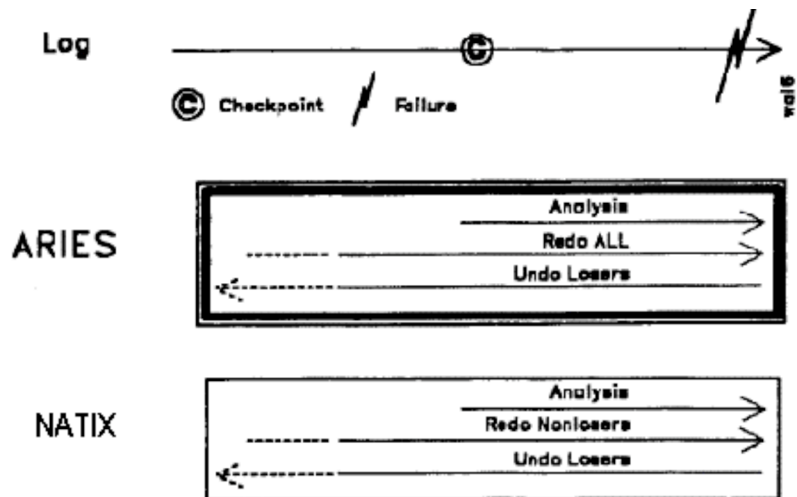 Log
© Checkpoint Failure
wal6
ARIES
Analysis
Redo ALL
Undo Losers
NATIX
Analysis
Redo Nonlosers
Undo Losers